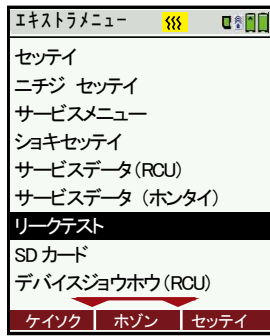 エキストラメニュー
セッテイ
ニチジ セッテイ
サービスメニュー
ショキセッテイ
サービスデータ(RCU)
サービスデータ (ホンタイ)
リークテスト
SD カード
デバイスジョウホウ(RCU)
ケイソク ホゾン セッテイ